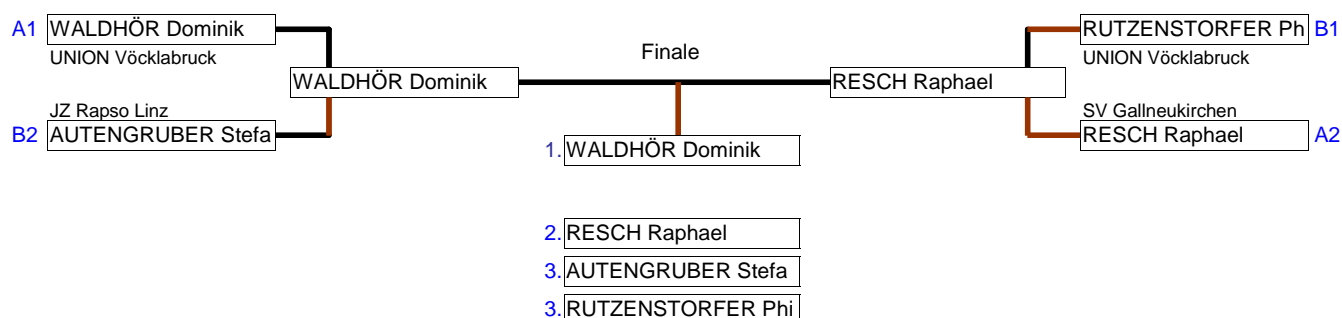 A1 WALDHÖR Dominik
UNION Vöcklabruck
WALDHÖR Dominik
JZ Rapso Linz
B2 AUTENGRUBER Stefa
Finale
RUTZENSTORFER Ph B1
UNION Vöcklabruck
RESCH Raphael
SV Gallneukirchen
RESCH Raphael A2
1. WALDHÖR Dominik
2. RESCH Raphael
3. AUTENGRUBER Stefa
3. RUTZENSTORFER Phi